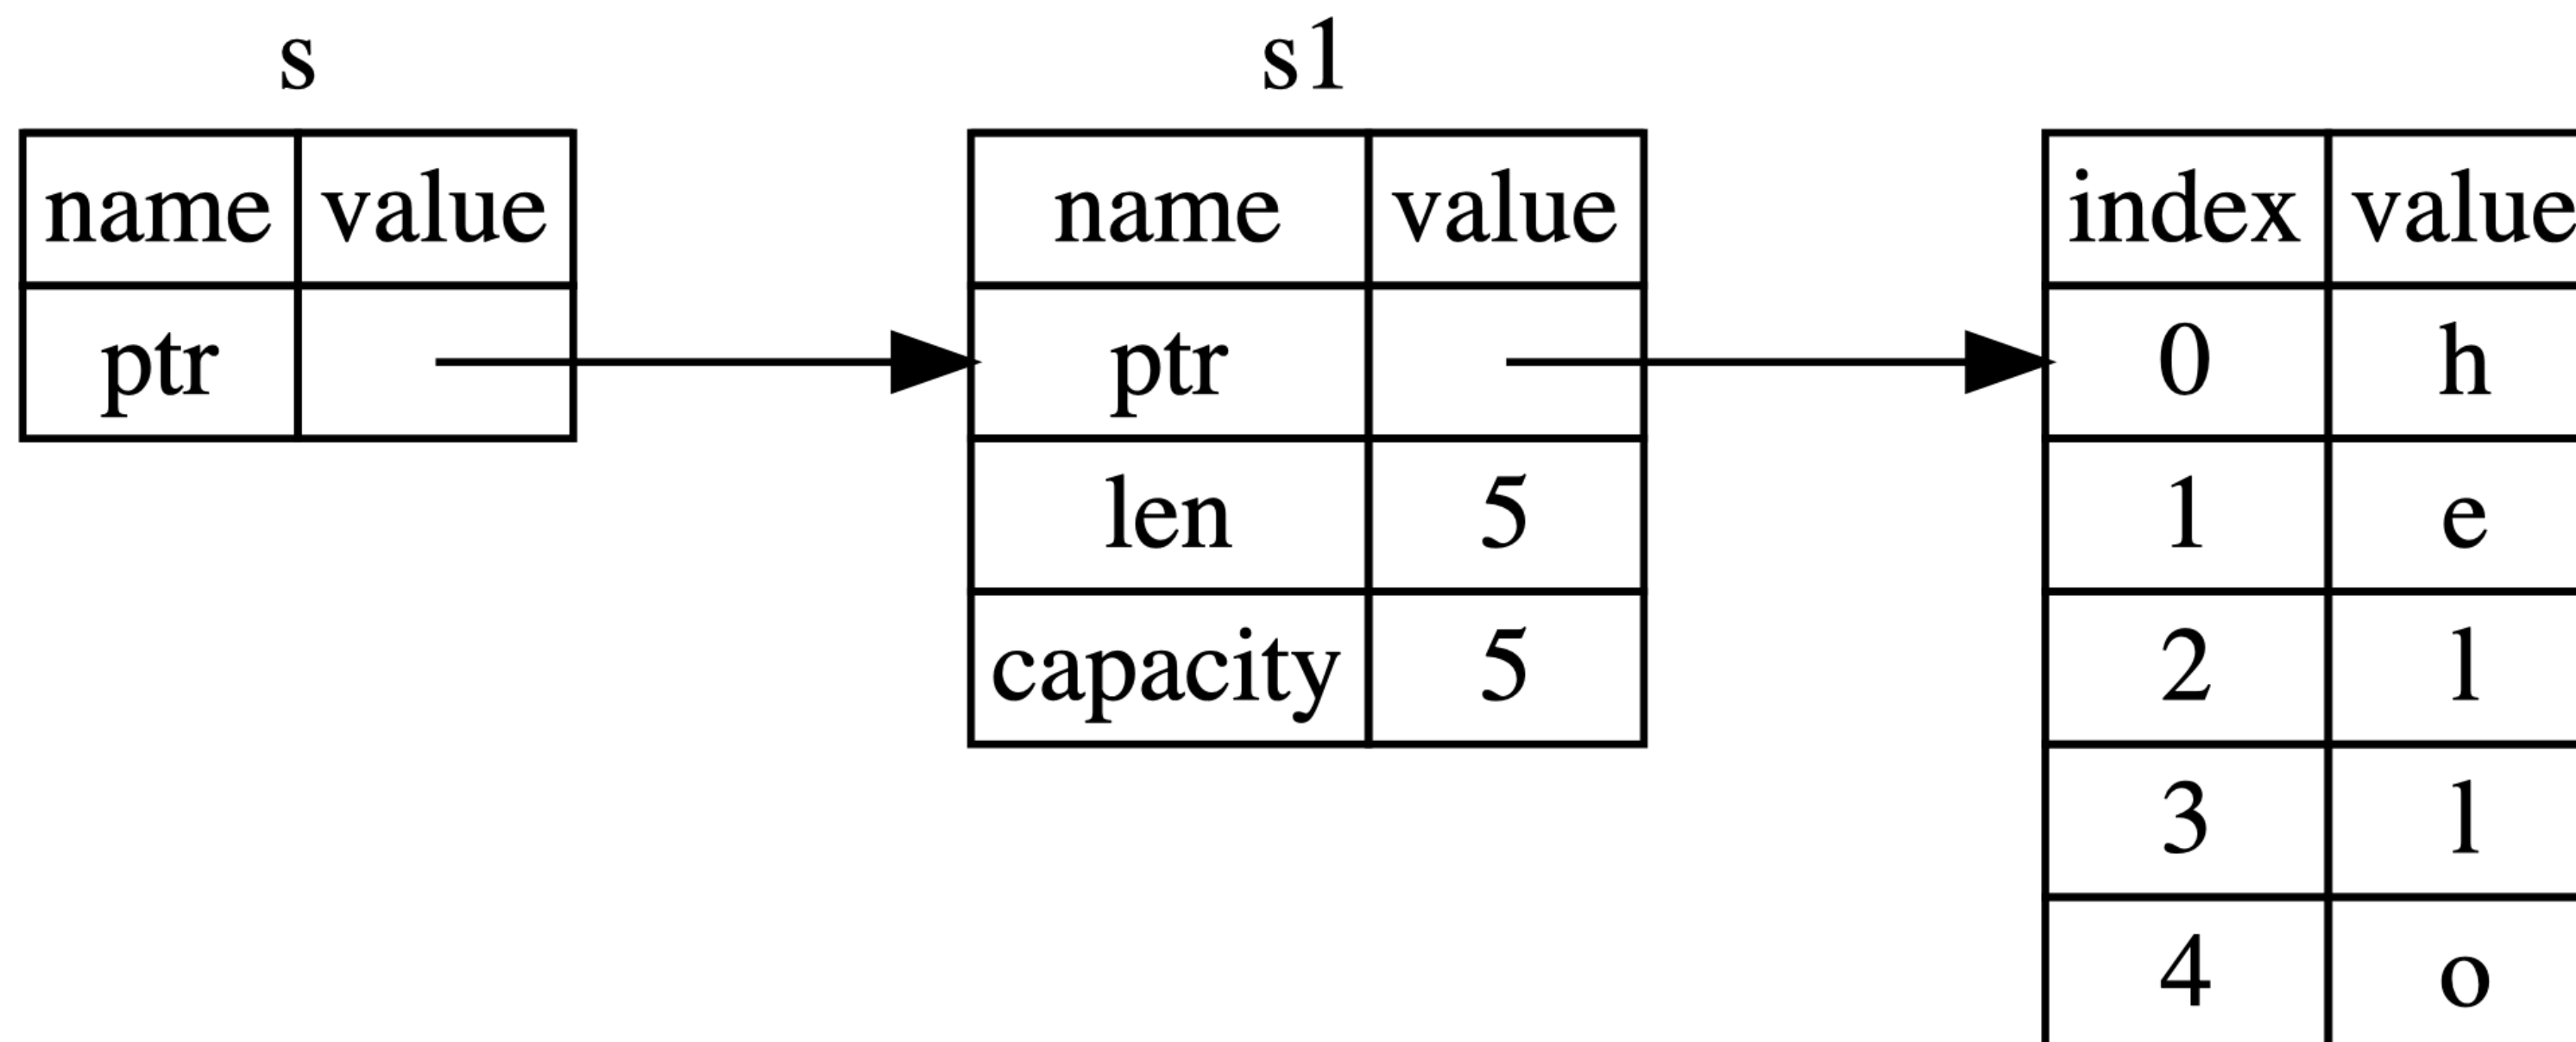 s
name value
ptr
s1
name value
ptr
len 5
capacity 5
index value
0 h
1 e
2 l
3 l
4 o